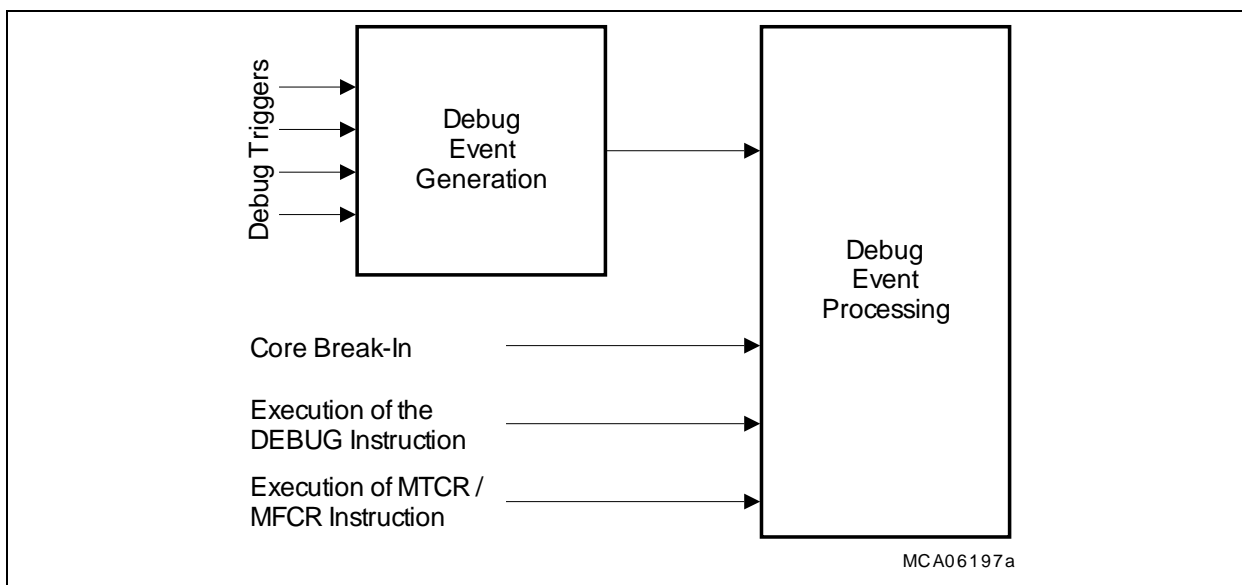 Debug Triggers
Debug
Event
Generation
Debug
Event
Processing
Core Break-In
Execution of the
DEBUG Instruction
Execution of MTCR /
MFCR Instruction
MCA06197a